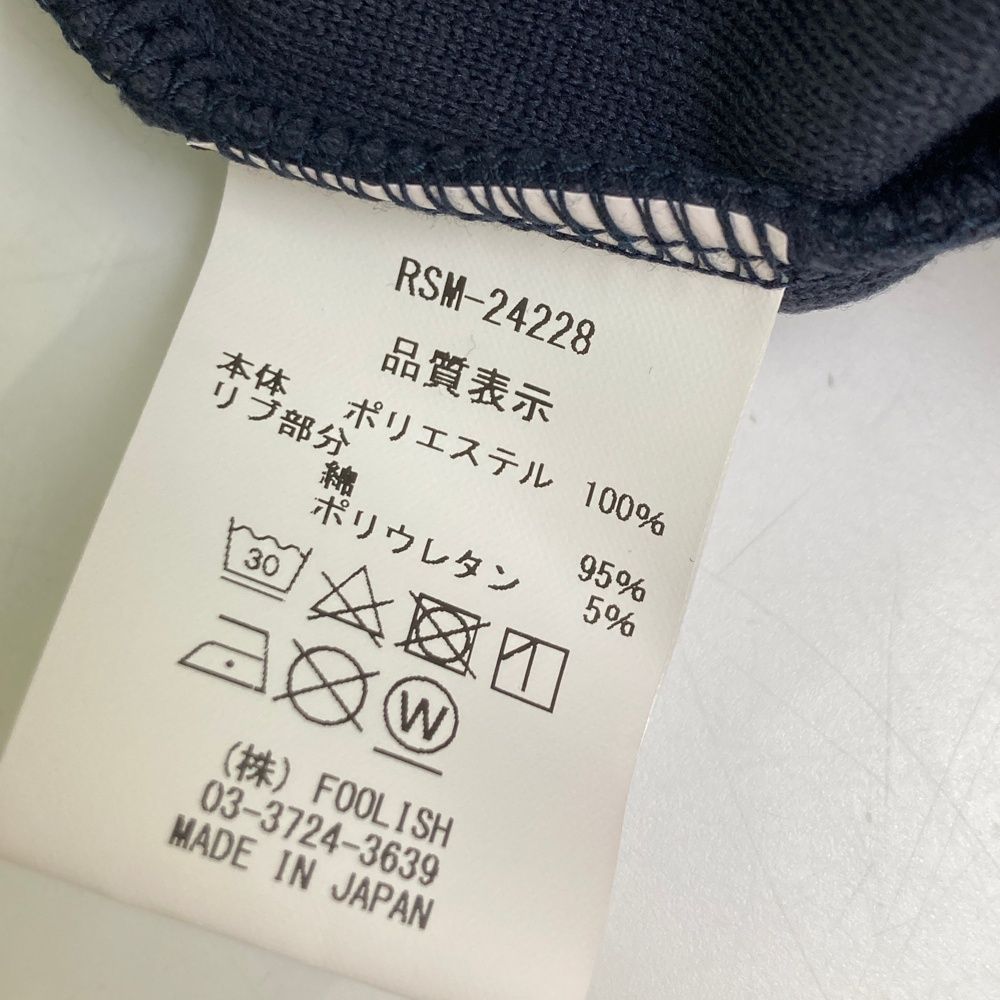 RSM-24228
品質表示
本体 ポリエステル 100%
リブ部分
綿 95%
ポリウレタン 5%
30
W
(株) FOOLISH
03-3724-3639
MADE IN JAPAN